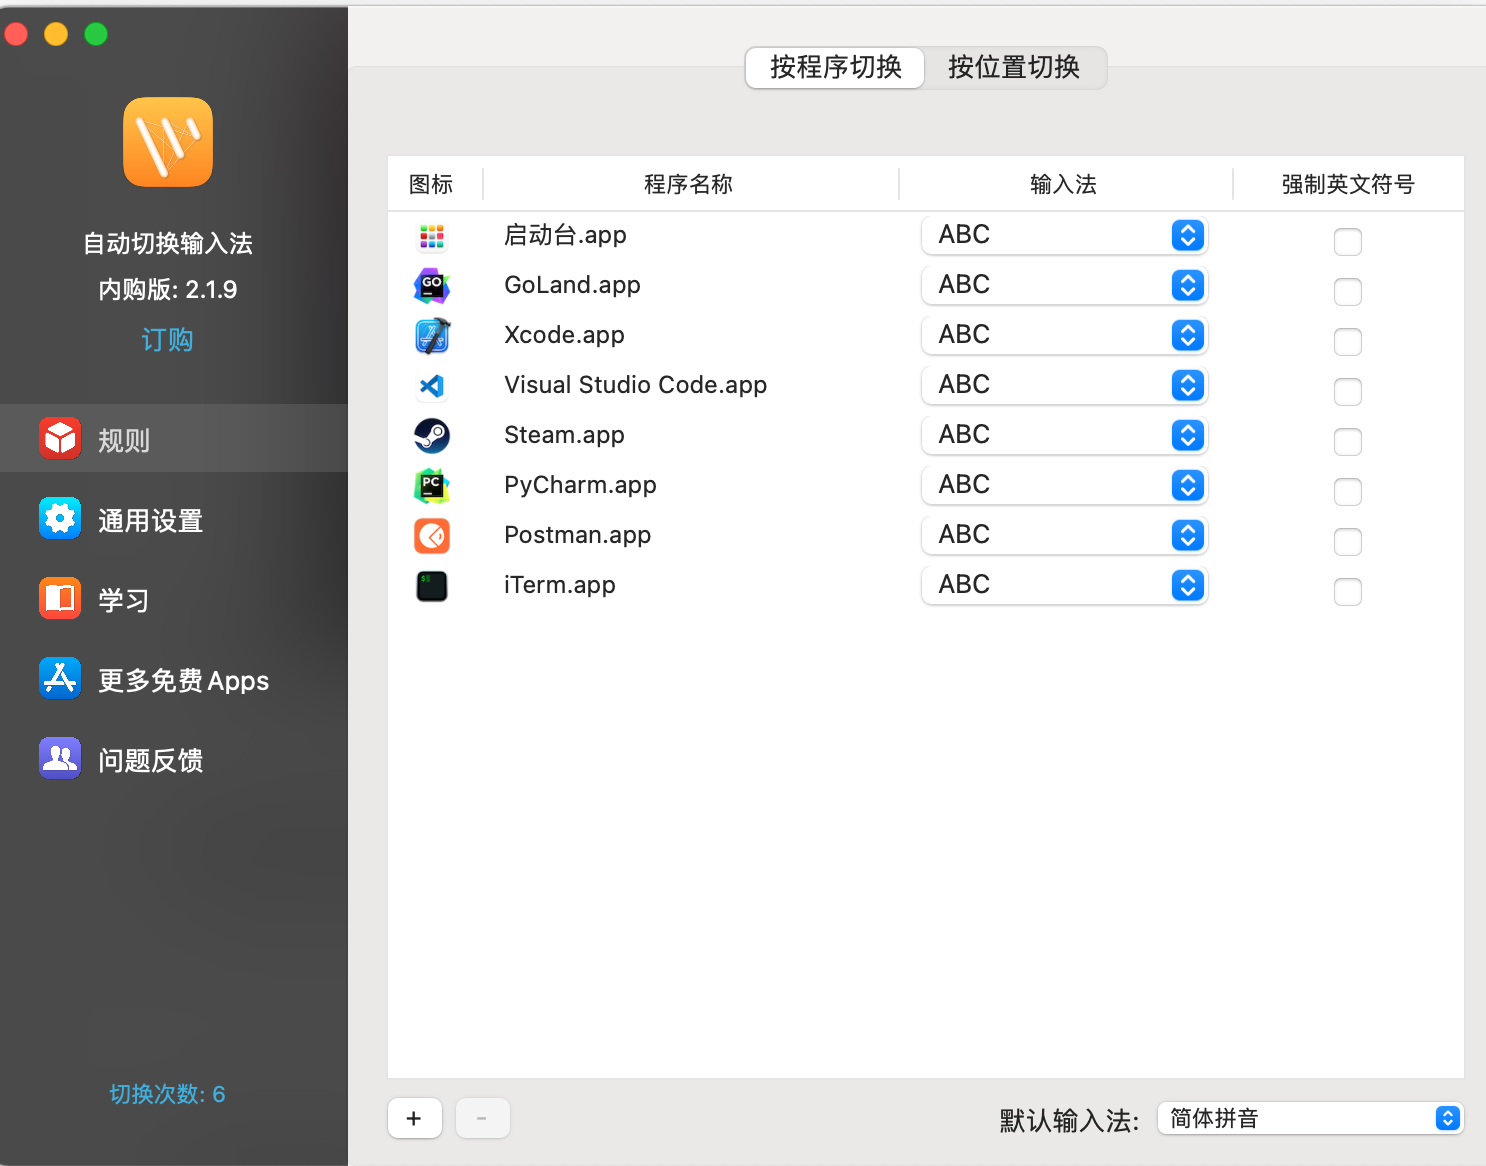 自动切换输入法
内购版: 2.1.9
订购
规则
通用设置
学习
更多免费Apps
问题反馈
切换次数: 6
按程序切换 按位置切换
图标 程序名称 输入法 强制英文符号
启动台.app ABC
GO GoLand.app ABC
Xcode.app ABC
Visual Studio Code.app ABC
Steam.app ABC
PC PyCharm.app ABC
Postman.app ABC
$ iTerm.app ABC
+ -
默认输入法: 简体拼音